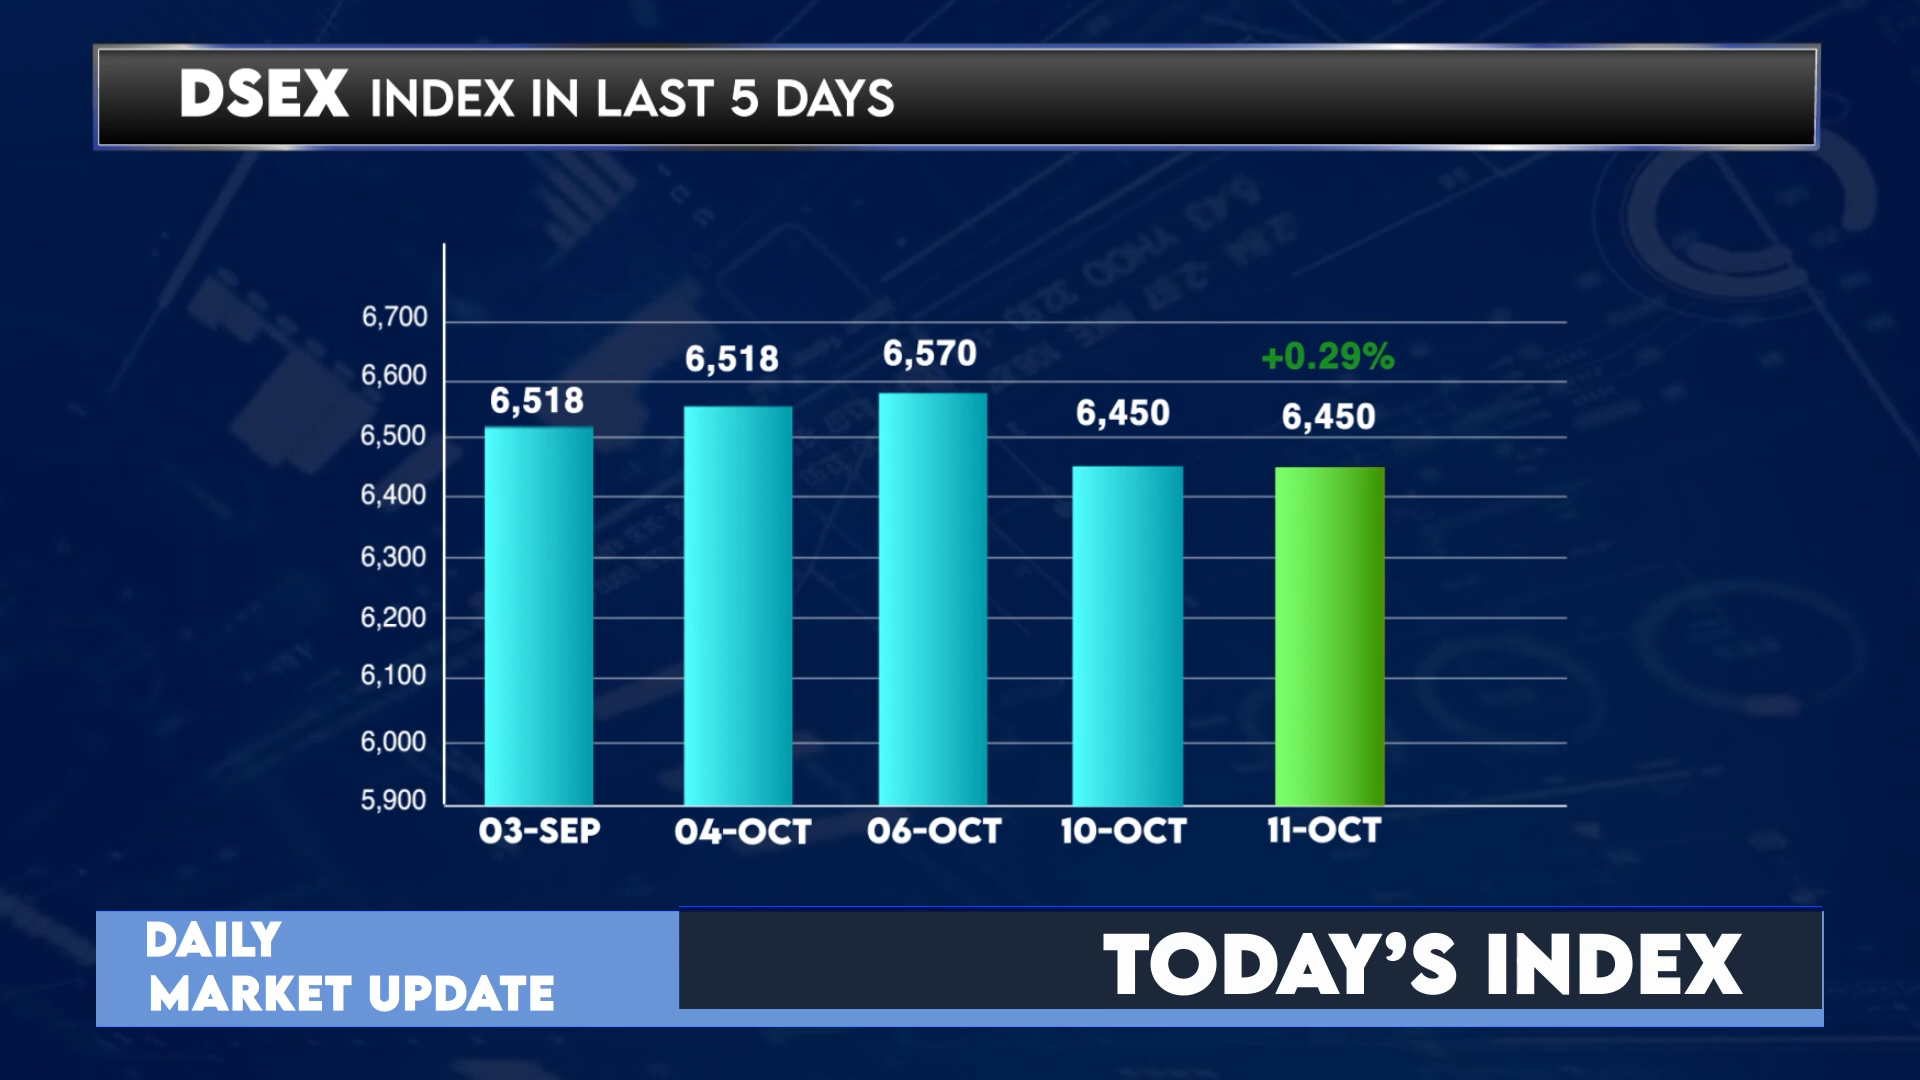 DSEX INDEX IN LAST 5 DAYS
6,700
6,600
6,500
6,400
6,300
6,200
6,100
6,000
5,900
6,518
6,518
6,570
6,450
+0.29%
6,450
03-SEP
04-OCT
06-OCT
10-OCT
11-OCT
DAILY
MARKET UPDATE
TODAY'S INDEX